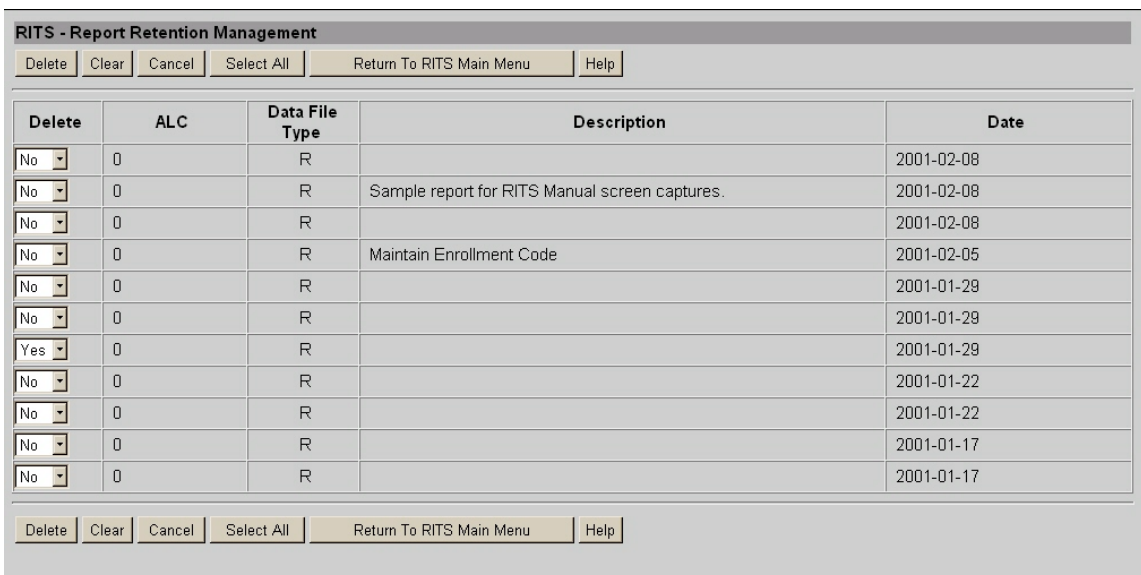 RITS - Report Retention Management
Delete Clear Cancel Select All Return To RITS Main Menu Help
Delete ALC Data File Type Description Date
No 0 R 2001-02-08
No 0 R Sample report for RITS Manual screen captures. 2001-02-08
No 0 R 2001-02-08
No 0 R Maintain Enrollment Code 2001-02-05
No 0 R 2001-01-29
No 0 R 2001-01-29
Yes 0 R 2001-01-29
No 0 R 2001-01-22
No 0 R 2001-01-22
No 0 R 2001-01-17
No 0 R 2001-01-17
Delete Clear Cancel Select All Return To RITS Main Menu Help